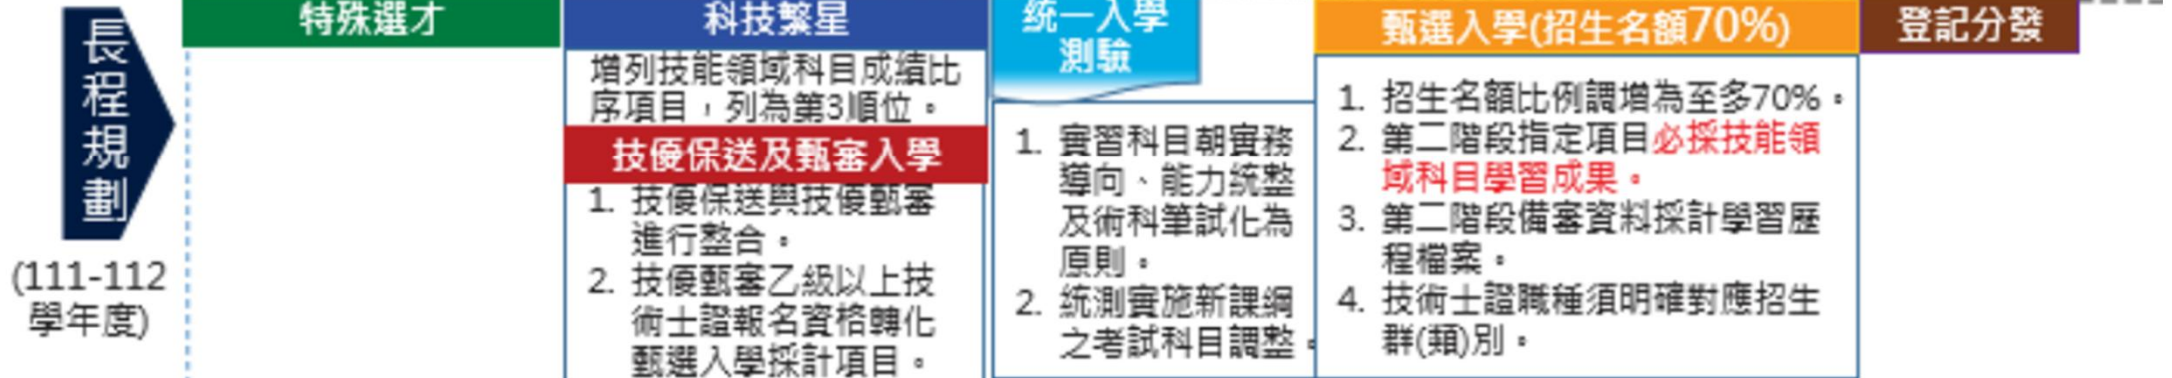 長程規劃
(111-112
學年度)
特殊選才
科技繁星
增列技能領域科目成績比
序項目，列為第3順位。
技優保送及甄審入學
1. 技優保送與技優甄審
進行整合。
2. 技優甄審乙級以上技
術士證報名資格轉化
甄選入學採計項目。
統一入學
測驗
1. 實習科目朝實務
導向、能力統整
及術科筆試化為
原則。
2. 統測實施新課綱
之考試科目調整。
甄選入學(招生名額70%)
1. 招生名額比例調增為至多70%。
2. 第二階段指定項目必採技能領
域科目學習成果。
3. 第二階段備審資料採計學習歷
程檔案。
4. 技術士證職種須明確對應招生
群(類)別。
登記分發